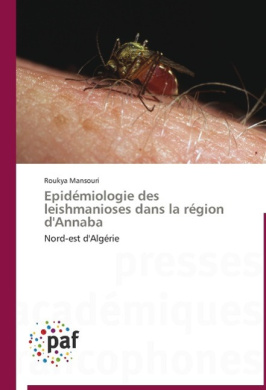 Roukya Mansouri
Epidémiologie des
leishmanioses dans la région
d'Annaba
Nord-est d'Algérie
presses
académiques
francophones
paf